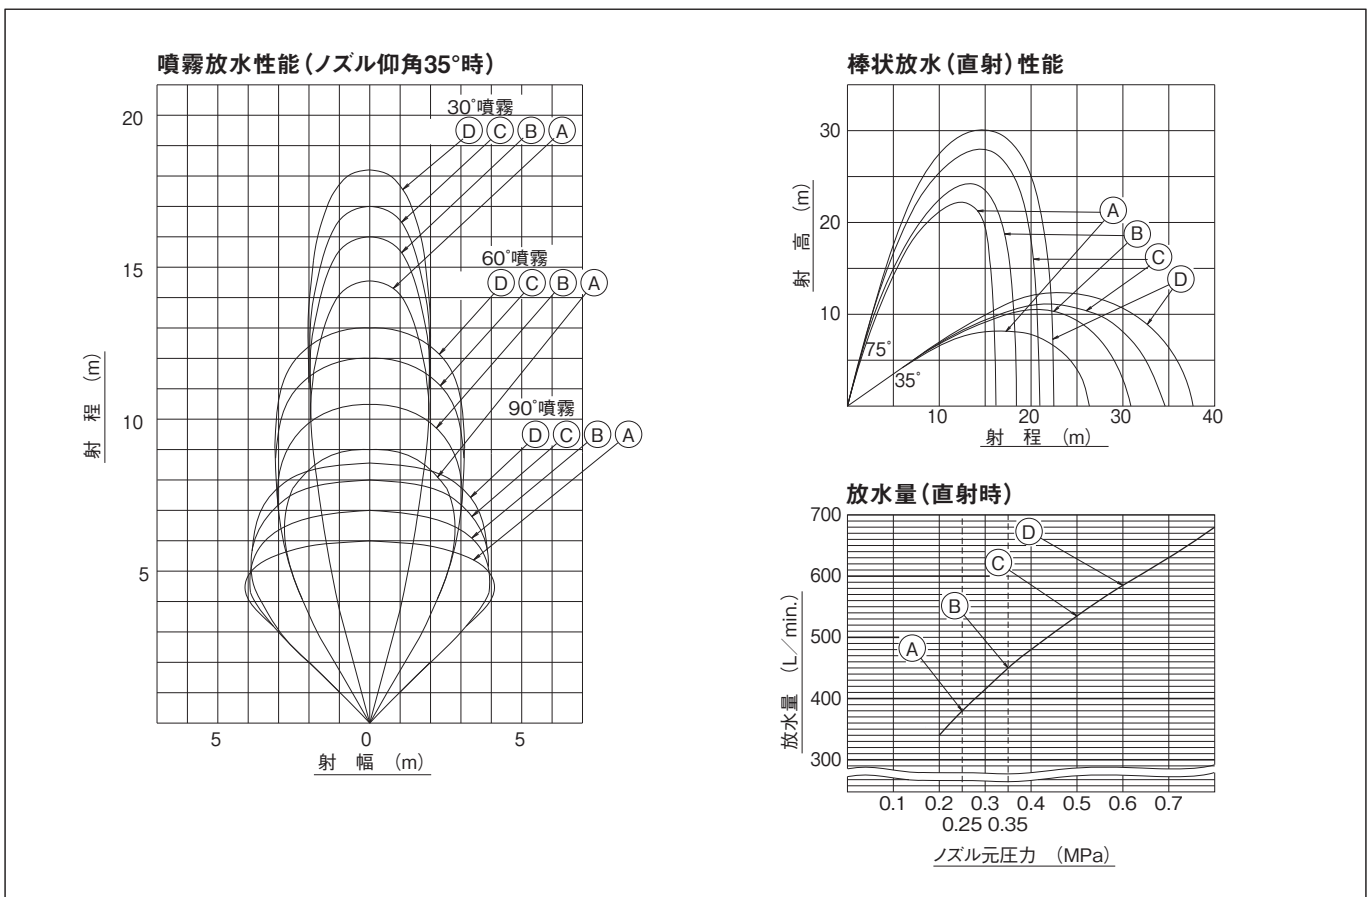 噴霧放水性能(ノズル仰角35°時)
20
15
10
5
射程 (m)
30°噴霧
D C B A
60°噴霧
D C B A
90°噴霧
D C B A
5 0 5
射幅 (m)
棒状放水(直射)性能
30
20
10
射高 (m)
A
B
C
D
75°
35°
10 20 30 40
射程 (m)
放水量(直射時)
700
600
500
400
300
放水量 (L/min.)
D
C
B
A
0.1 0.2 0.3 0.4 0.5 0.6 0.7
0.25 0.35
ノズル元圧力 (MPa)